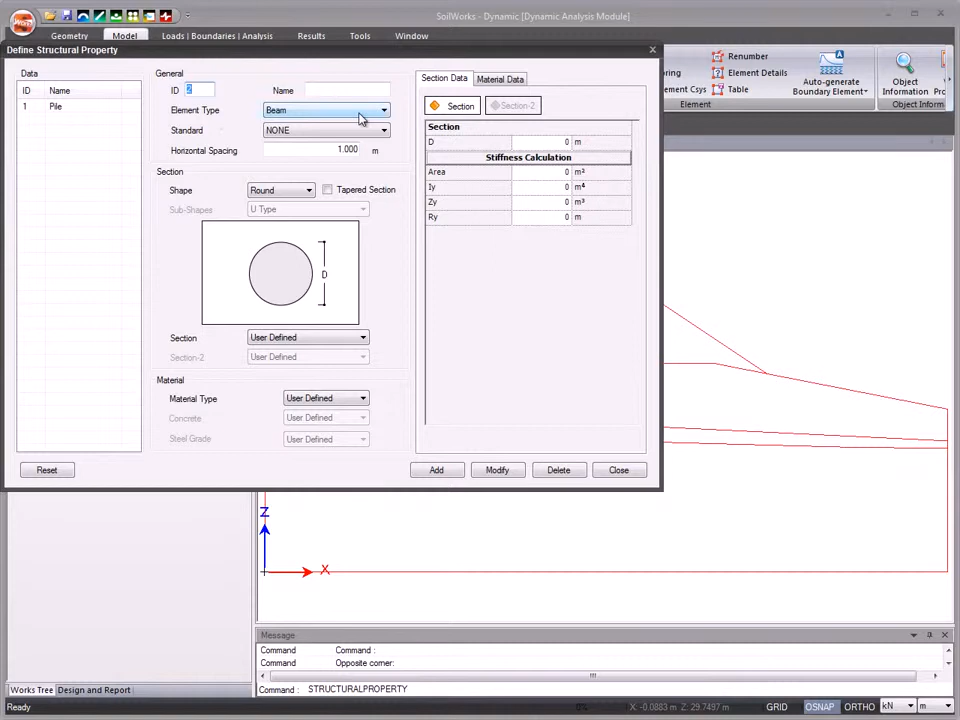 SoilWorks - Dynamic [Dynamic Analysis Module]
Geometry Model Loads | Boundaries | Analysis Results Tools Window
Define Structural Property
Data
ID Name
1 Pile
General
ID 2 Name
Element Type Beam
Standard NONE
Horizontal Spacing 1.000 m
Section
Shape Round Tapered Section
Sub-Shapes U Type
D
Section User Defined
Section-2 User Defined
Material
Material Type User Defined
Concrete User Defined
Steel Grade User Defined
Section Data Material Data
Section Section-2
Section
D 0 m
Stiffness Calculation
Area 0 m²
Iy 0 m⁴
Zy 0 m³
Ry 0 m
Reset Add Modify Delete Close
Renumber
Element Details
Table
Element
Auto-generate
Boundary Element
Object
Information
Object Inform
Z
X
Message
Command Command :
Command Opposite corner:
Command : STRUCTURALPROPERTY
Works Tree Design and Report
Ready 0% X: -0.0883 m Z: 29.7497 m GRID OSNAP ORTHO kN m